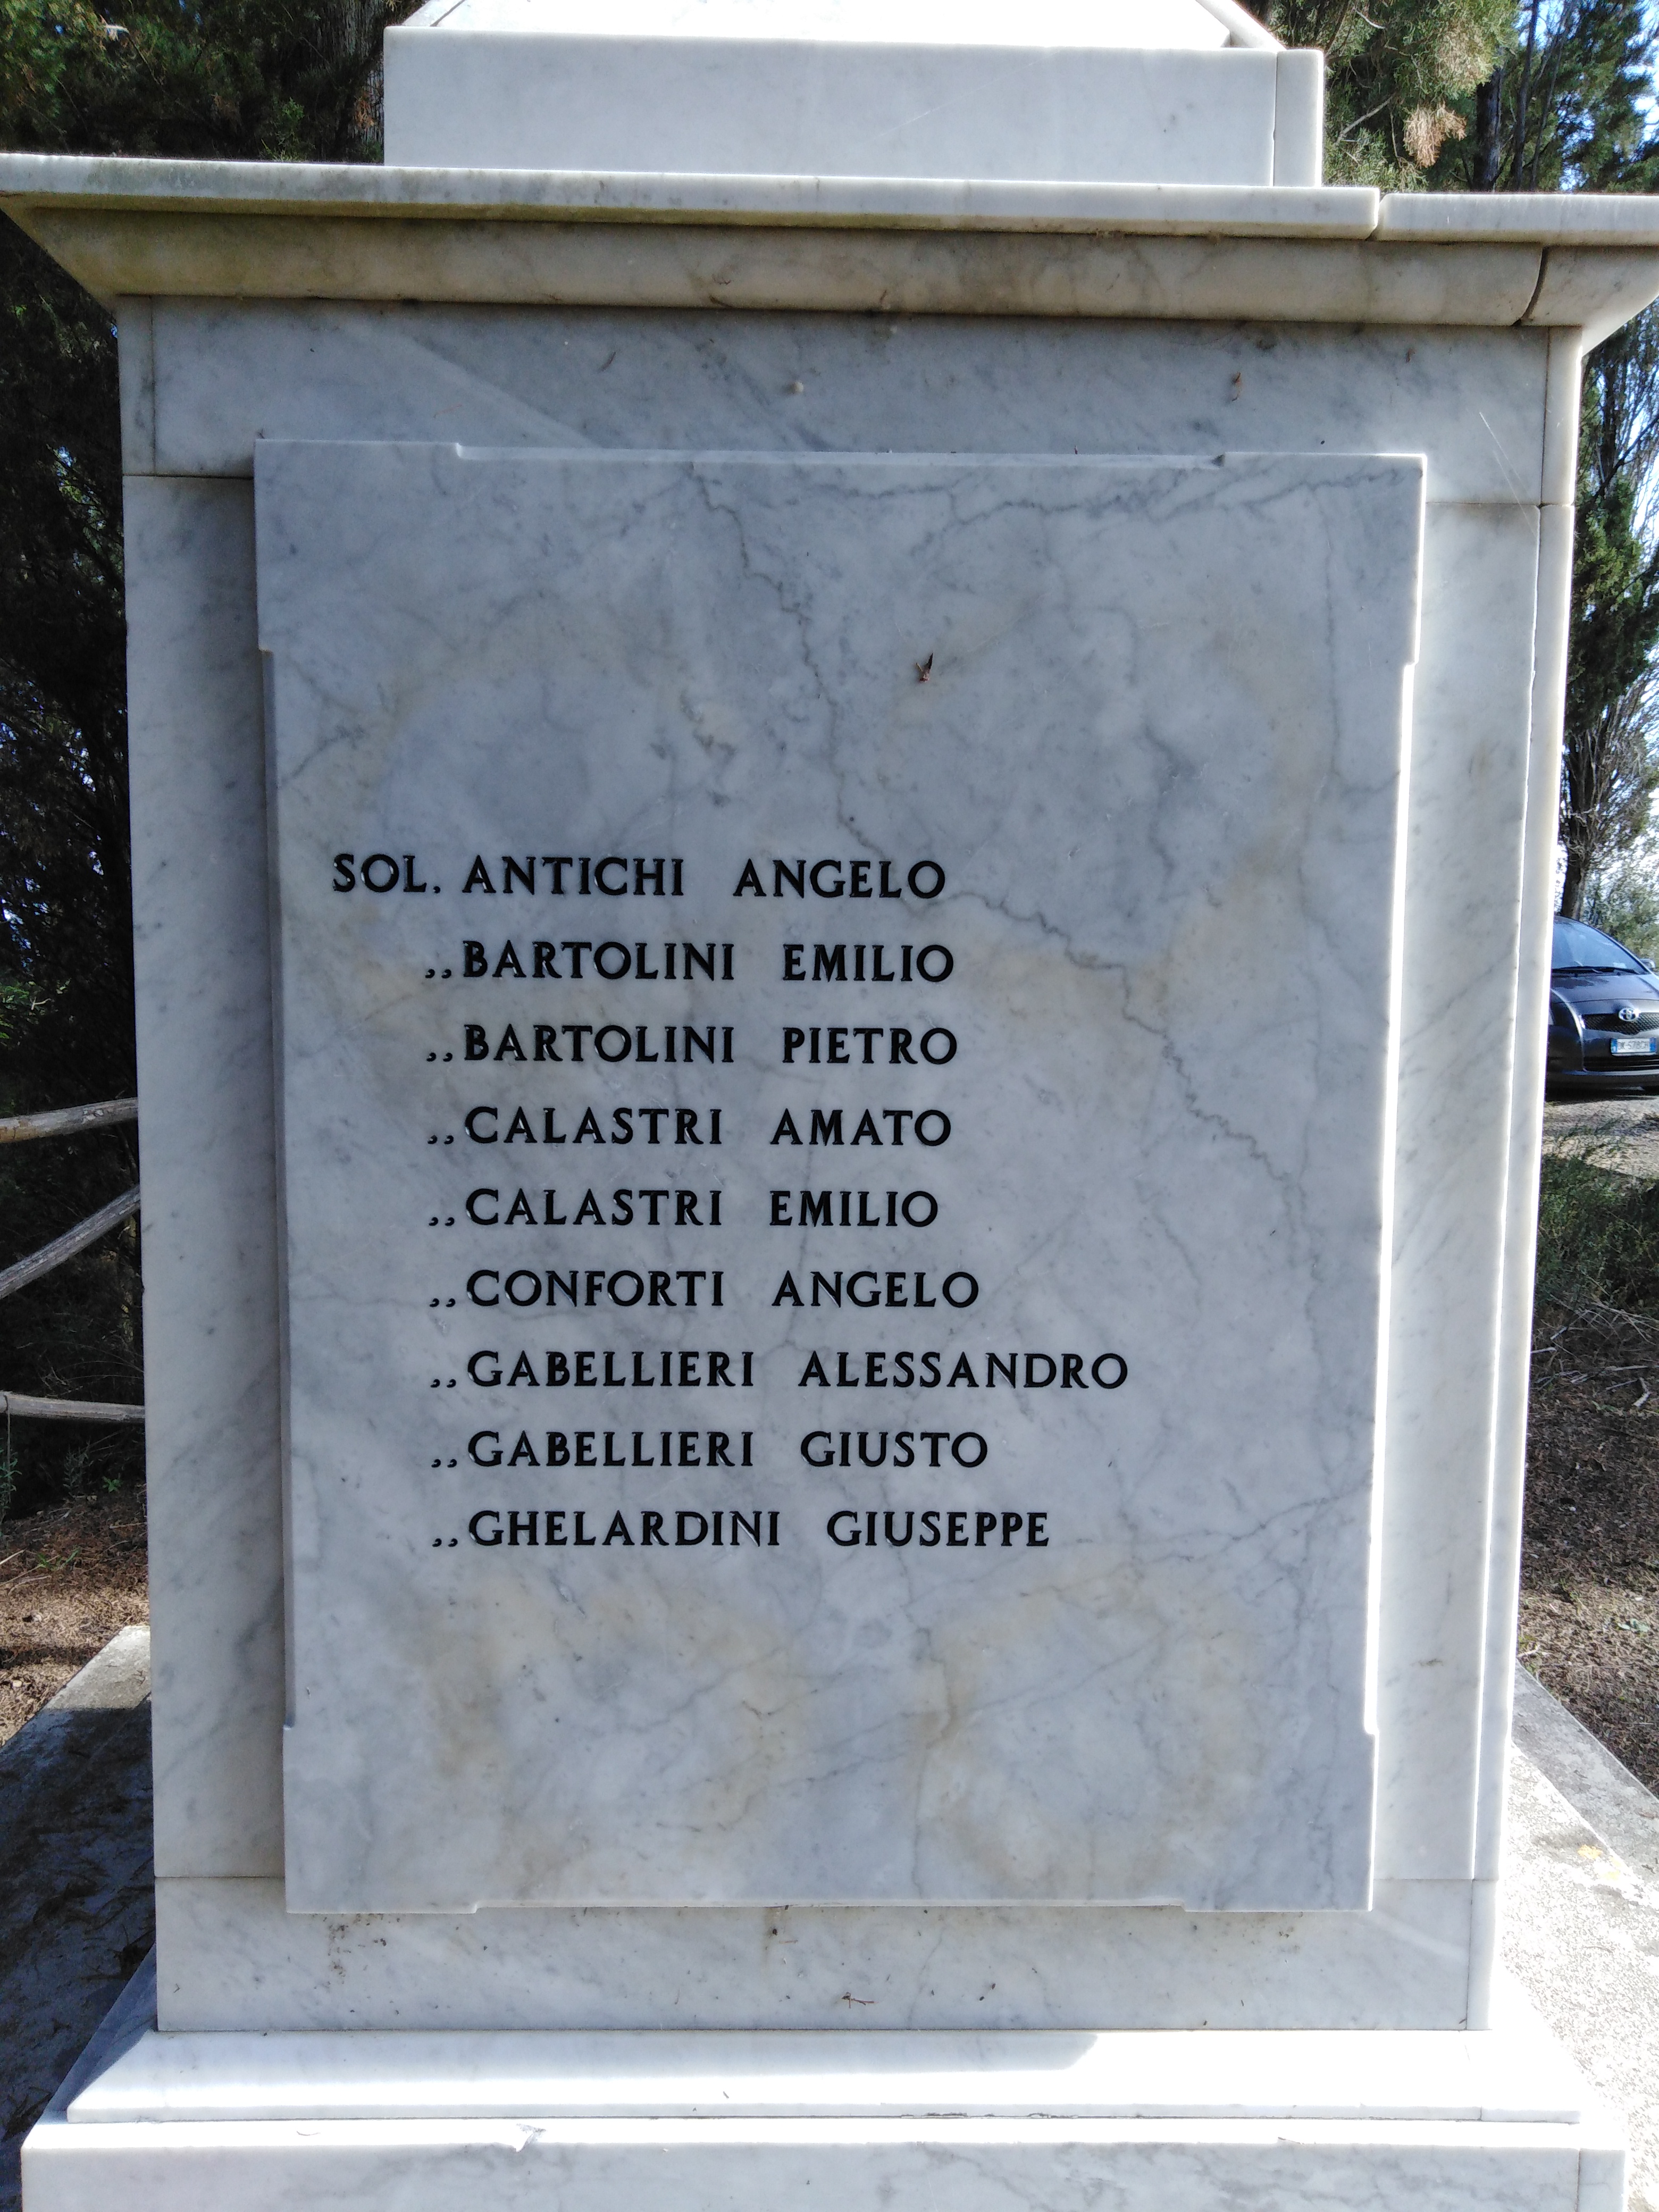 SOL. ANTICHI ANGELO
,, BARTOLINI EMILIO
,, BARTOLINI PIETRO
,, CALASTRI AMATO
,, CALASTRI EMILIO
,, CONFORTI ANGELO
,, GABELLIERI ALESSANDRO
,, GABELLIERI GIUSTO
,, GHELARDINI GIUSEPPE